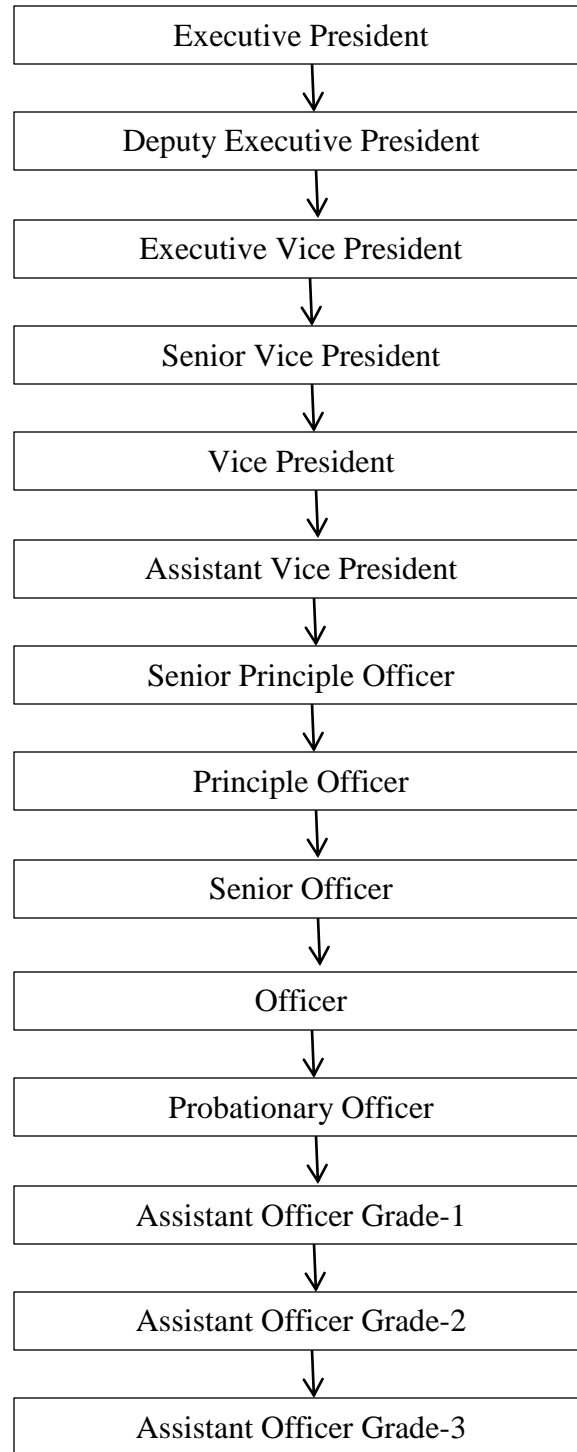 Executive President
Deputy Executive President
Executive Vice President
Senior Vice President
Vice President
Assistant Vice President
Senior Principle Officer
Principle Officer
Senior Officer
Officer
Probationary Officer
Assistant Officer Grade-1
Assistant Officer Grade-2
Assistant Officer Grade-3